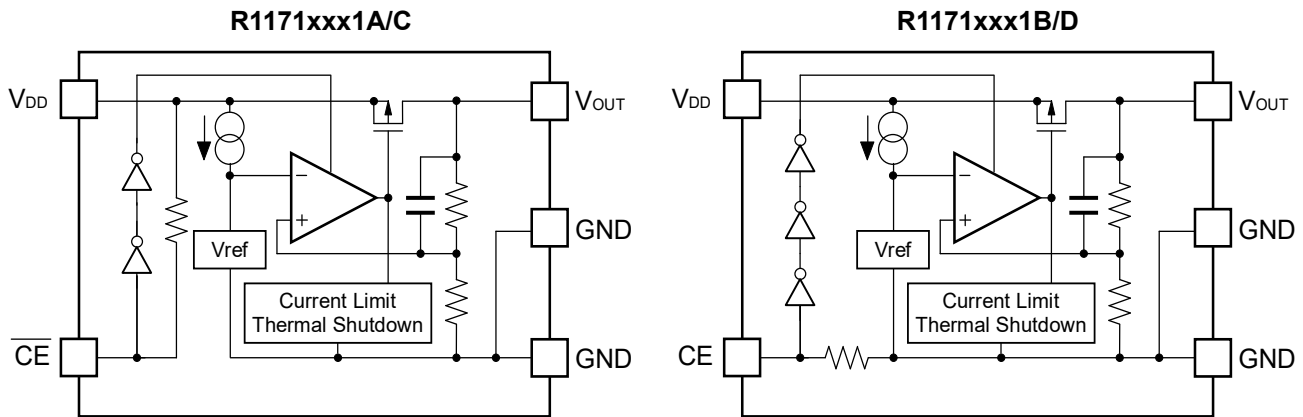 R1171xxx1A/C
VDD
VOUT
−
+
Vref
GND
Current Limit
Thermal Shutdown
C̅E̅
GND
R1171xxx1B/D
VDD
VOUT
−
+
Vref
GND
Current Limit
Thermal Shutdown
CE
GND